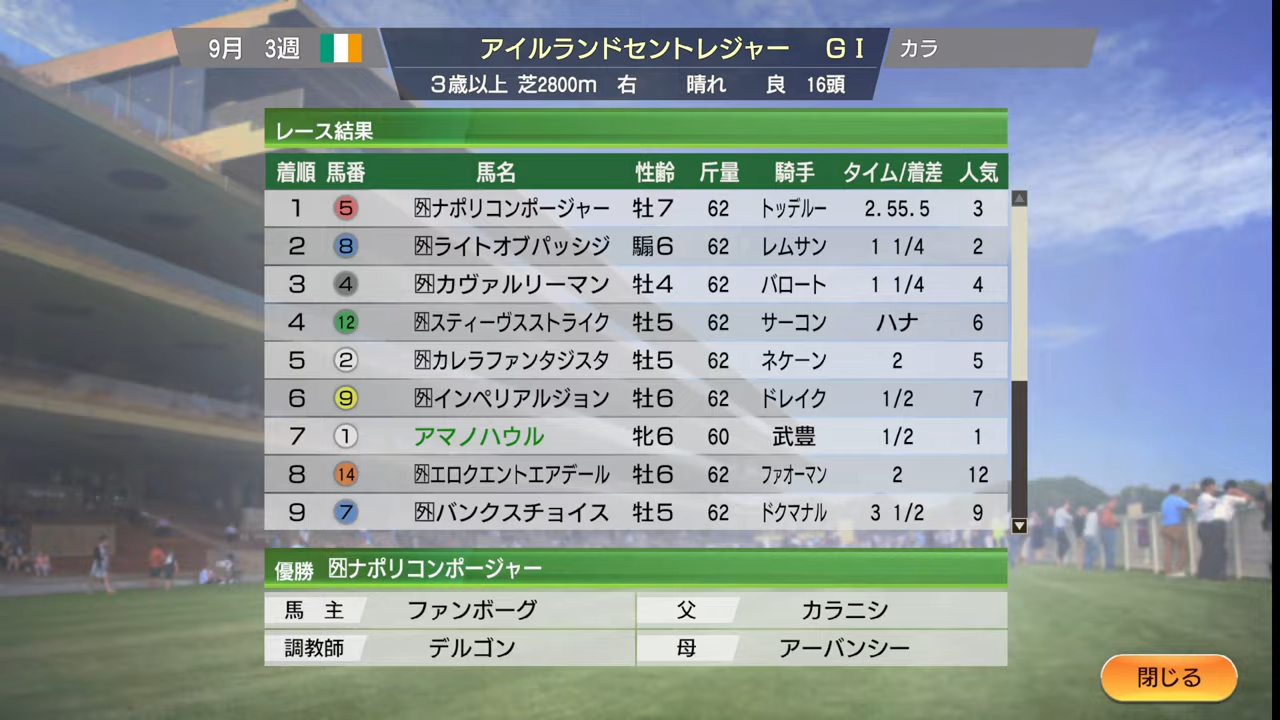 9月 3週 アイルランドセントレジャー GⅠ カラ
3歳以上 芝2800m 右 晴れ 良 16頭
レース結果
着順 馬番 馬名 性齢 斤量 騎手 タイム/着差 人気
1 5 外ナポリコンポージャー 牡7 62 トッデルー 2.55.5 3
2 8 外ライトオブパッシジ 騸6 62 レムサン 1 1/4 2
3 4 外カヴァルリーマン 牡4 62 バロート 1 1/4 4
4 12 外スティーヴスストライク 牡5 62 サーコン ハナ 6
5 2 外カレラファンタジスタ 牡5 62 ネケーン 2 5
6 9 外インペリアルジョン 牡6 62 ドレイク 1/2 7
7 1 アマノハウル 牝6 60 武豊 1/2 1
8 14 外エロクエントエアデール 牡6 62 ファオーマン 2 12
9 7 外バンクスチョイス 牡5 62 ドクマナル 3 1/2 9
優勝 外ナポリコンポージャー
馬主 ファンボーグ 父 カラニシ
調教師 デルゴン 母 アーバンシー
閉じる